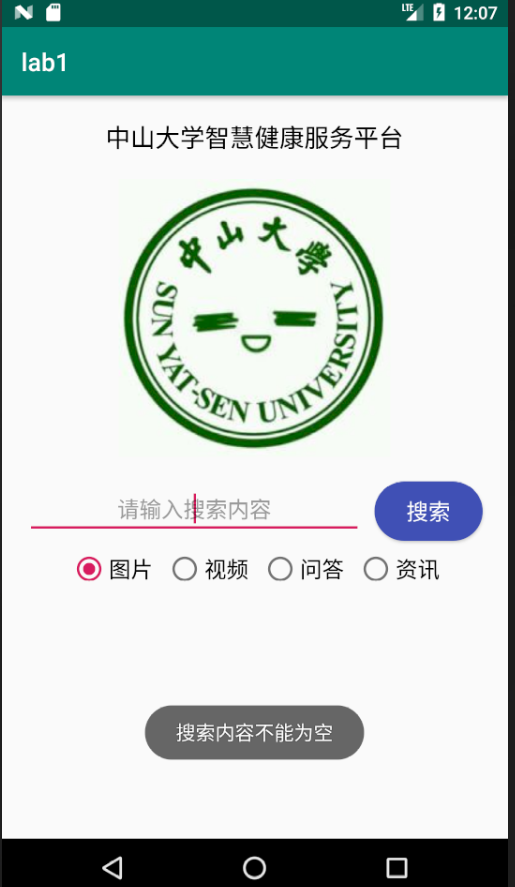 LTE 12:07
lab1
中山大学智慧健康服务平台
中山大學
SUN YAT-SEN UNIVERSITY
请输入搜索内容
搜索
图片 视频 问答 资讯
搜索内容不能为空